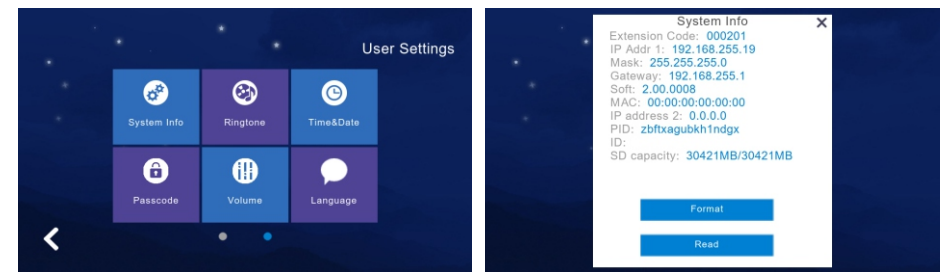 User Settings
System Info
Ringtone
Time&Date
Passcode
Volume
Language
System Info
Extension Code: 000201
IP Addr 1: 192.168.255.19
Mask: 255.255.255.0
Gateway: 192.168.255.1
Soft: 2.00.0008
MAC: 00:00:00:00:00:00
IP address 2: 0.0.0.0
PID: zbftxagubkh1ndgx
ID:
SD capacity: 30421MB/30421MB
Format
Read